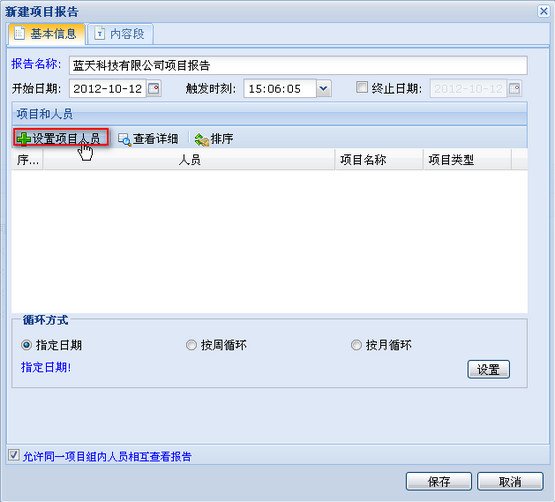 新建项目报告
基本信息 内容段
报告名称: 蓝天科技有限公司项目报告
开始日期: 2012-10-12 触发时刻: 15:06:05 终止日期: 2012-10-12
项目和人员
设置项目人员 查看详细 排序
序... 人员 项目名称 项目类型
循环方式
指定日期 按周循环 按月循环
指定日期! 设置
允许同一项目组内人员相互查看报告
保存 取消